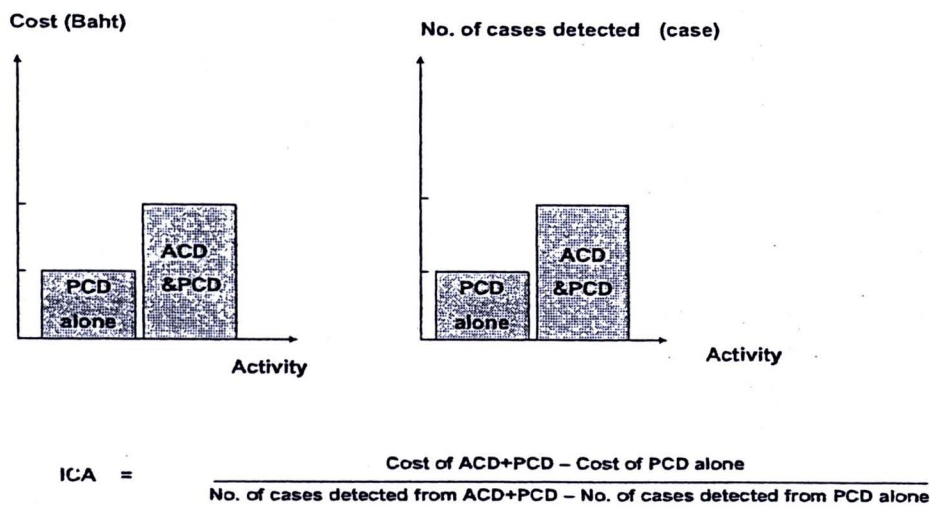 Cost (Baht)
No. of cases detected (case)
PCD
alone
ACD
&PCD
PCD
alone
ACD
&PCD
Activity
Activity
ICA =
Cost of ACD+PCD – Cost of PCD alone
No. of cases detected from ACD+PCD – No. of cases detected from PCD alone